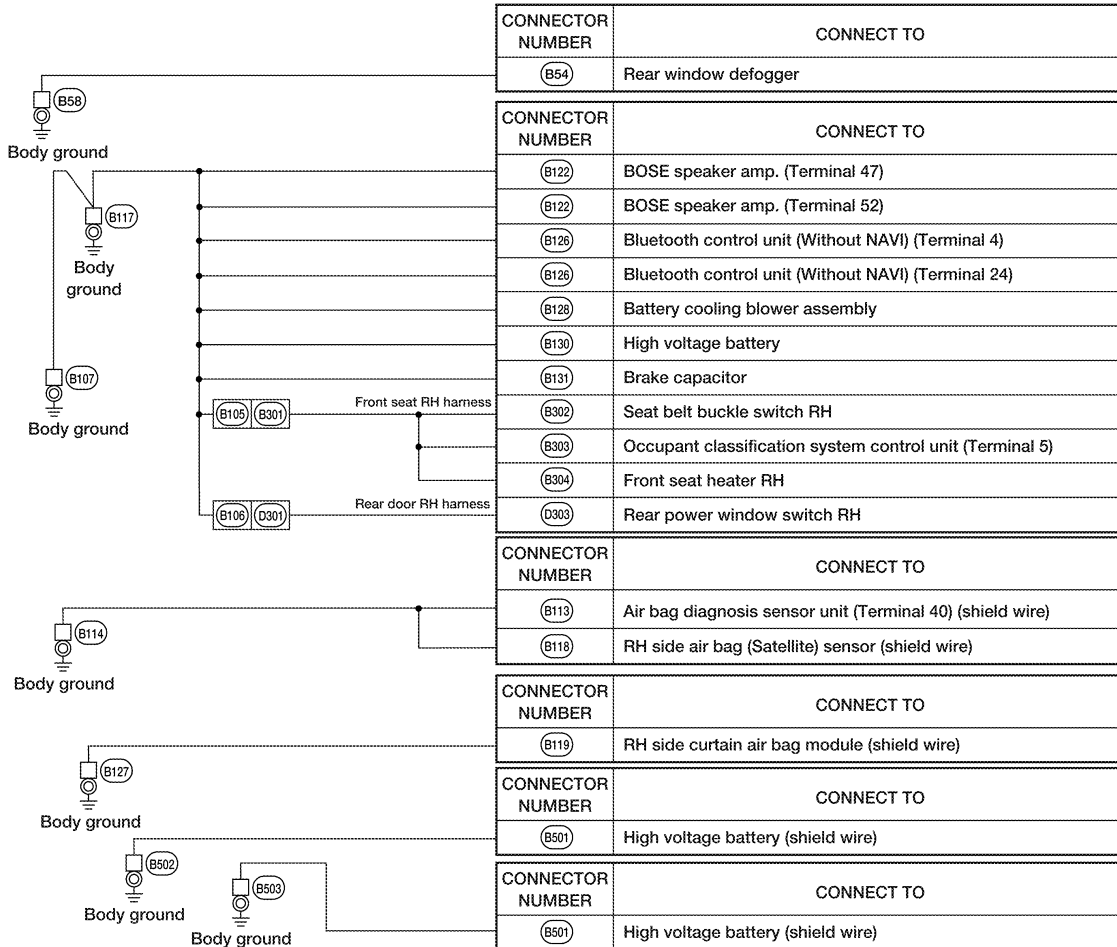 CONNECTOR NUMBER
CONNECT TO
B54
Rear window defogger
B58
Body ground
CONNECTOR NUMBER
CONNECT TO
B122
BOSE speaker amp. (Terminal 47)
B117
Body ground
B122
BOSE speaker amp. (Terminal 52)
B126
Bluetooth control unit (Without NAVI) (Terminal 4)
B126
Bluetooth control unit (Without NAVI) (Terminal 24)
B128
Battery cooling blower assembly
B130
High voltage battery
B107
Body ground
B131
Brake capacitor
B105
B301
Front seat RH harness
B302
Seat belt buckle switch RH
B303
Occupant classification system control unit (Terminal 5)
B304
Front seat heater RH
B106
D301
Rear door RH harness
D303
Rear power window switch RH
CONNECTOR NUMBER
CONNECT TO
B114
Body ground
B113
Air bag diagnosis sensor unit (Terminal 40) (shield wire)
B118
RH side air bag (Satellite) sensor (shield wire)
CONNECTOR NUMBER
CONNECT TO
B127
Body ground
B119
RH side curtain air bag module (shield wire)
CONNECTOR NUMBER
CONNECT TO
B502
Body ground
B501
High voltage battery (shield wire)
CONNECTOR NUMBER
CONNECT TO
B503
Body ground
B501
High voltage battery (shield wire)